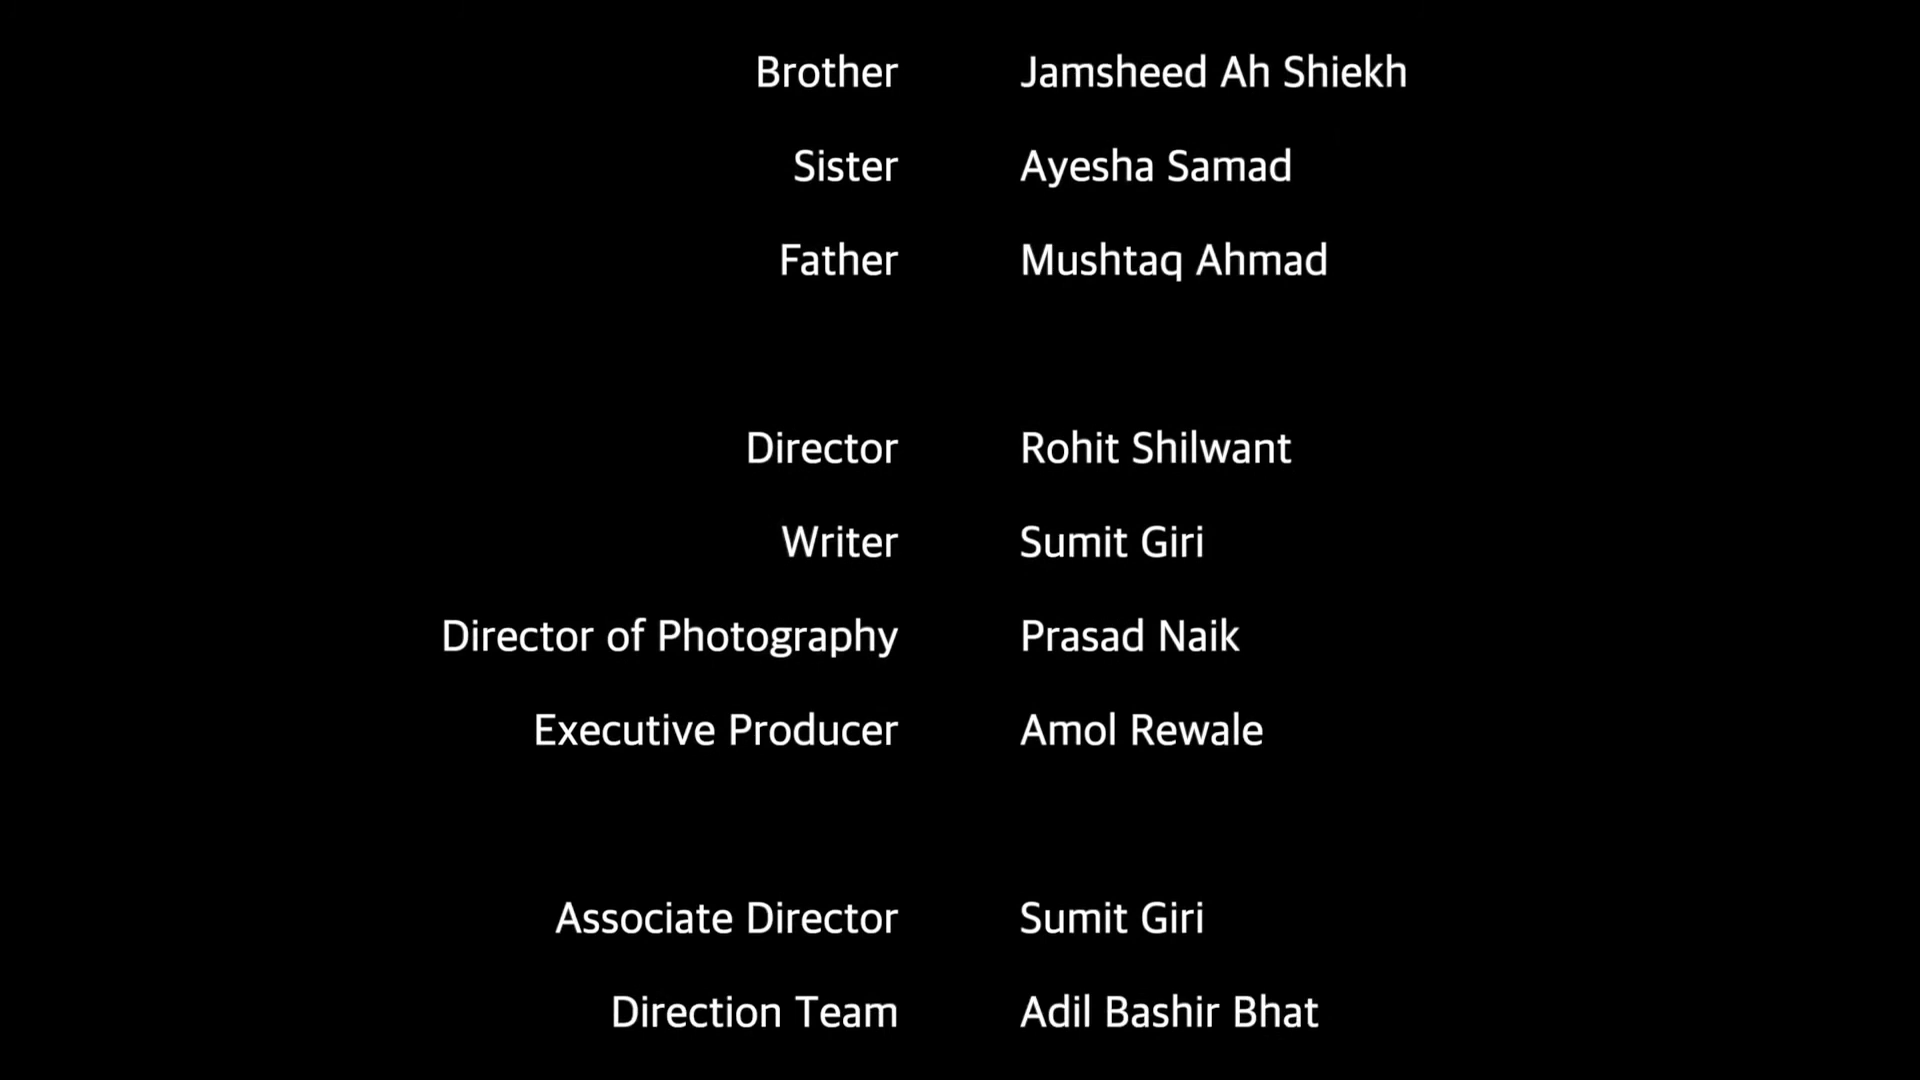 Brother Jamsheed Ah Shiekh
Sister Ayesha Samad
Father Mushtaq Ahmad
Director Rohit Shilwant
Writer Sumit Giri
Director of Photography Prasad Naik
Executive Producer Amol Rewale
Associate Director Sumit Giri
Direction Team Adil Bashir Bhat